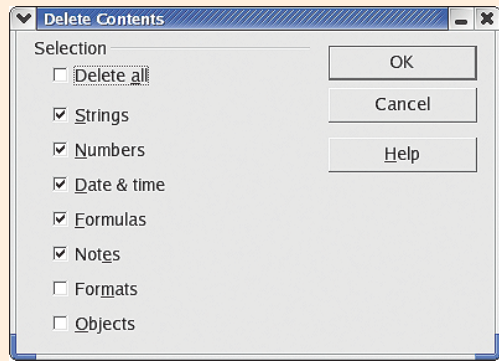 Delete Contents
Selection
Delete all
Strings
Numbers
Date & time
Formulas
Notes
Formats
Objects
OK
Cancel
Help